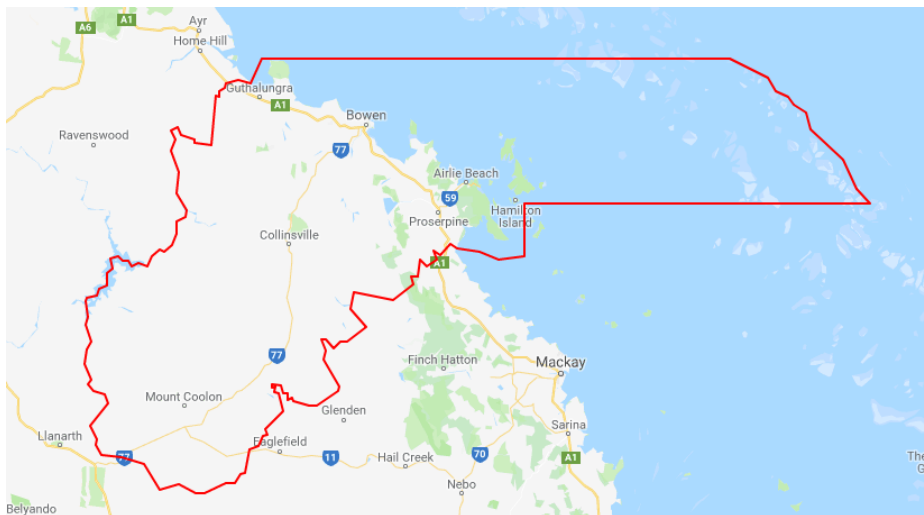 Ayr
A6
A1
Home Hill
Guthalungra
A1
Bowen
Ravenswood
77
Airlie Beach
59
Hamilton
Island
Proserpine
Collinsville
A1
77
Finch Hatton
Mackay
Mount Coolon
Glenden
Llanarth
Eaglefield
Sarina
77
11
Hail Creek
70
A1
The
G
Nebo
Belyando